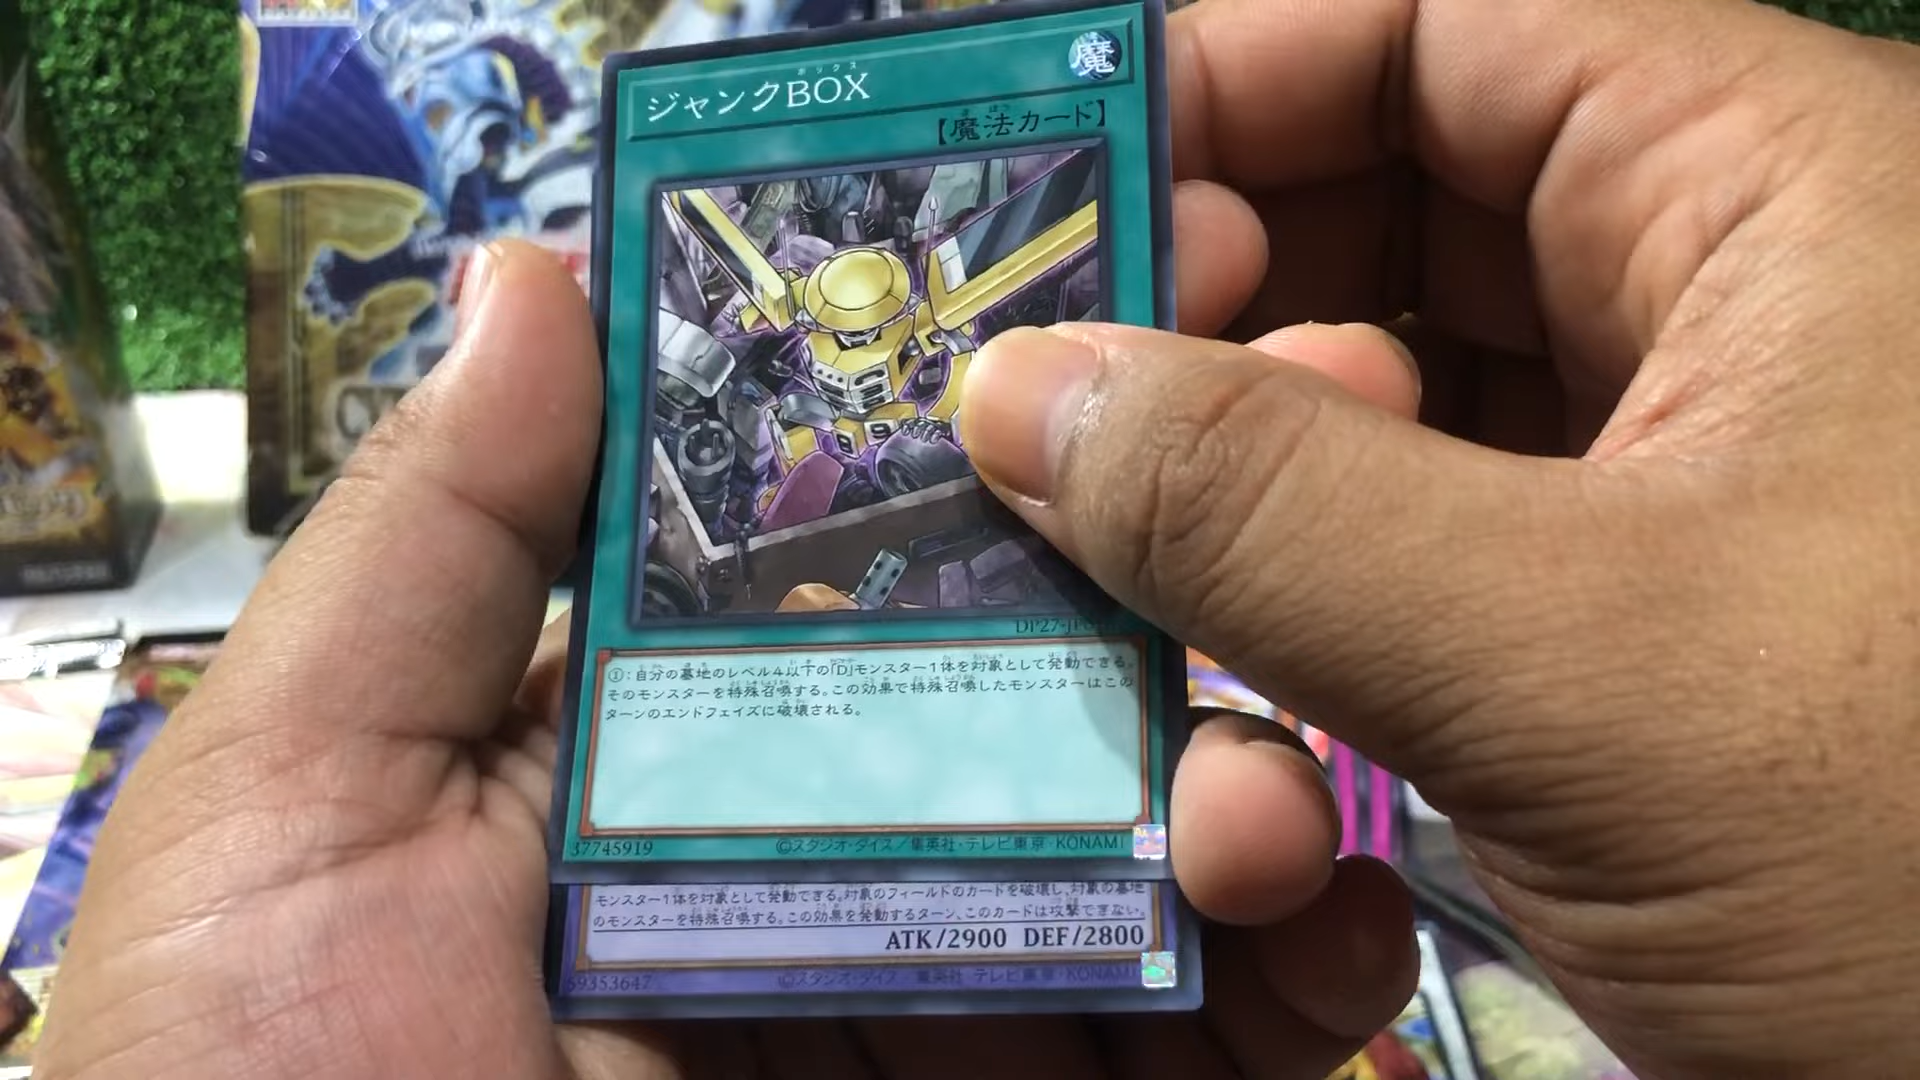 ジャンクBOX
ボックス
魔
【魔法カード】
DP27-JP
①:自分の墓地のレベル4以下の「D」モンスター1体を対象として発動できる。
そのモンスターを特殊召喚する。この効果で特殊召喚したモンスターはこの
ターンのエンドフェイズに破壊される。
37745919
©スタジオ・ダイス/集英社・テレビ東京・KONAMI
モンスター1体を対象として発動できる。対象のフィールドのカードを破壊し、対象の墓地
のモンスターを特殊召喚する。この効果を発動するターン、このカードは攻撃できない。
ATK/2900 DEF/2800
69353647
©スタジオ・ダイス/集英社・テレビ東京・KONAMI